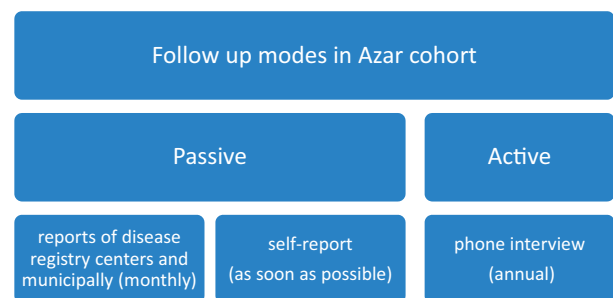 Follow up modes in Azar cohort
Passive
Active
reports of disease
registry centers and
municipally (monthly)
self-report
(as soon as possible)
phone interview
(annual)